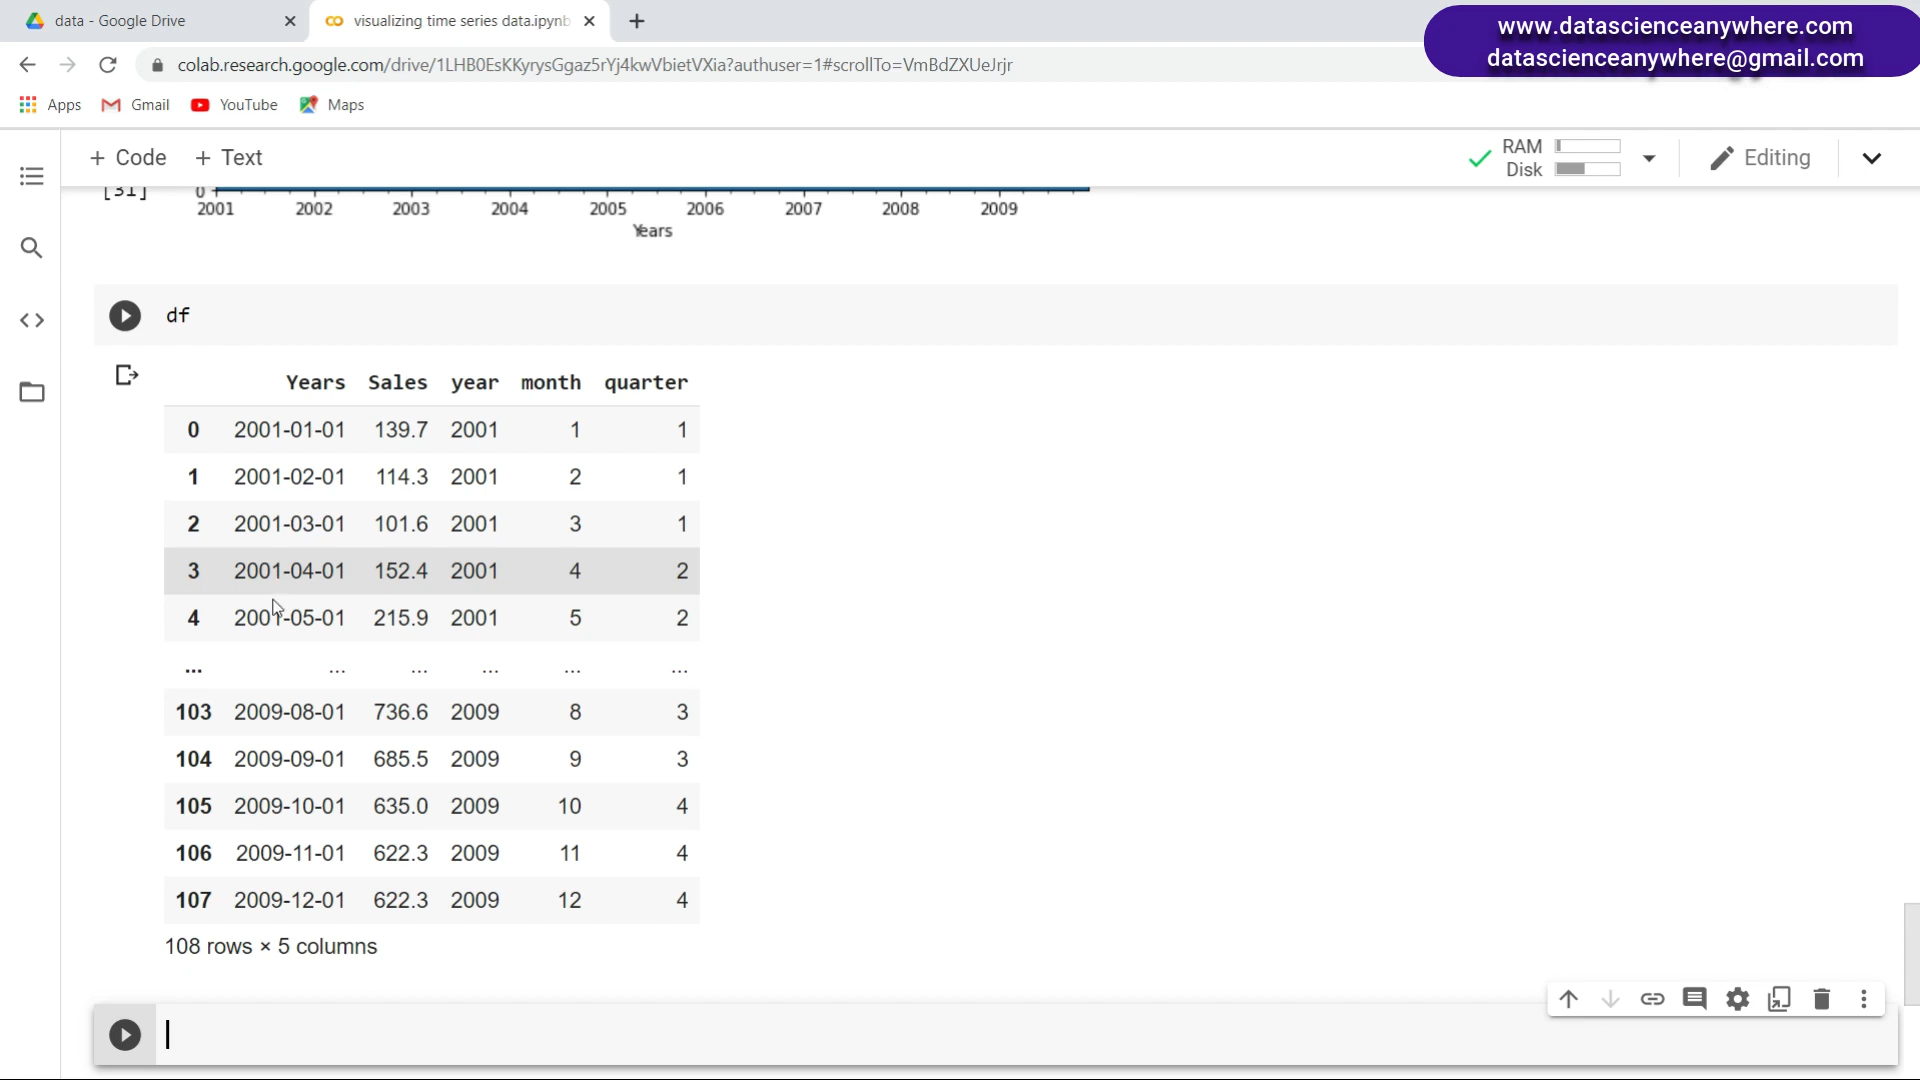 data - Google Drive
visualizing time series data.ipynb
www.datascienceanywhere.com
datascienceanywhere@gmail.com
colab.research.google.com/drive/1LHB0EsKKyrysGgaz5rYj4kwVbietVXia?authuser=1#scrollTo=VmBdZXUeJrjr
Apps Gmail YouTube Maps
+ Code + Text RAM Disk Editing
[31] 0
2001 2002 2003 2004 2005 2006 2007 2008 2009
Years
df
Years Sales year month quarter
0 2001-01-01 139.7 2001 1 1
1 2001-02-01 114.3 2001 2 1
2 2001-03-01 101.6 2001 3 1
3 2001-04-01 152.4 2001 4 2
4 2001-05-01 215.9 2001 5 2
... ... ... ... ... ...
103 2009-08-01 736.6 2009 8 3
104 2009-09-01 685.5 2009 9 3
105 2009-10-01 635.0 2009 10 4
106 2009-11-01 622.3 2009 11 4
107 2009-12-01 622.3 2009 12 4
108 rows × 5 columns